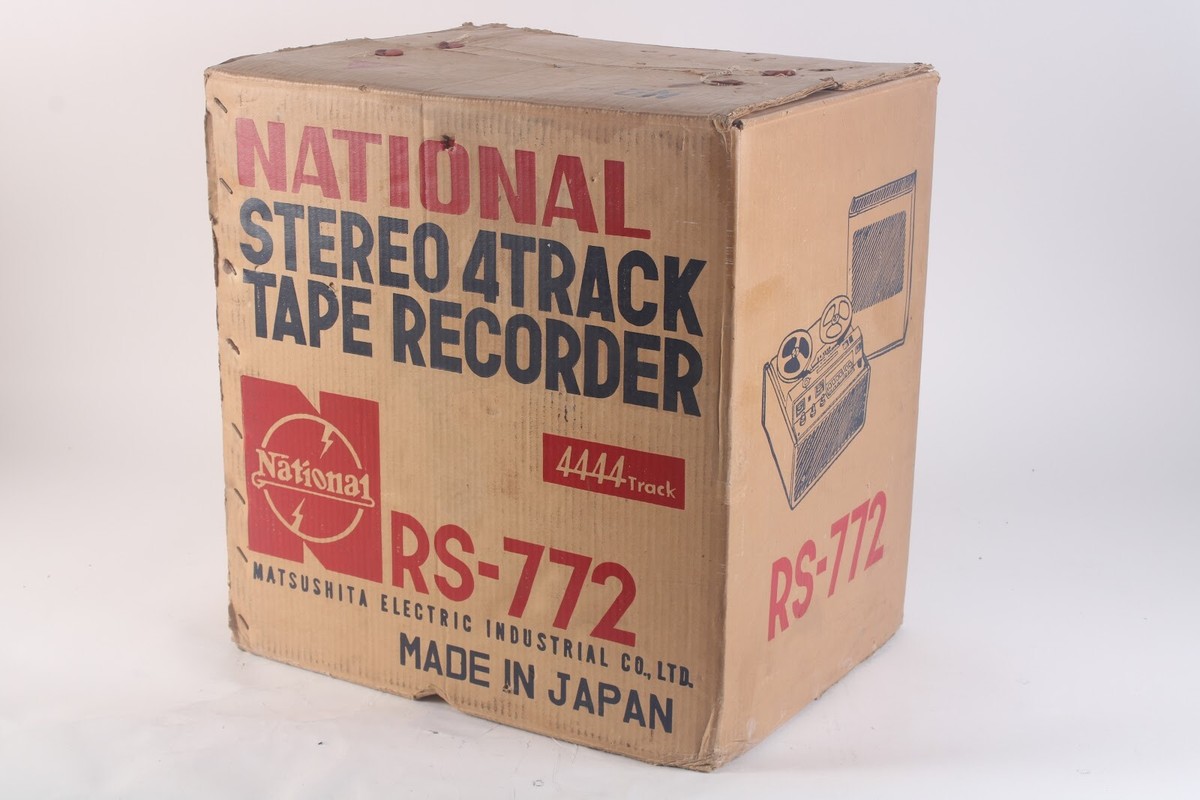 NATIONAL
STEREO 4TRACK
TAPE RECORDER
National
4444 Track
RS-772
MATSUSHITA ELECTRIC INDUSTRIAL CO., LTD.
MADE IN JAPAN
RS-772